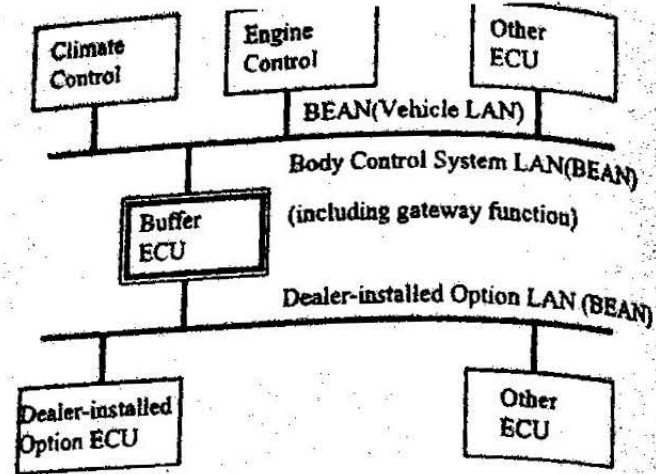 Climate
Control
Engine
Control
Other
ECU
BEAN(Vehicle LAN)
Body Control System LAN(BEAN)
Buffer
ECU
(including gateway function)
Dealer-installed Option LAN (BEAN)
Dealer-installed
Option ECU
Other
ECU